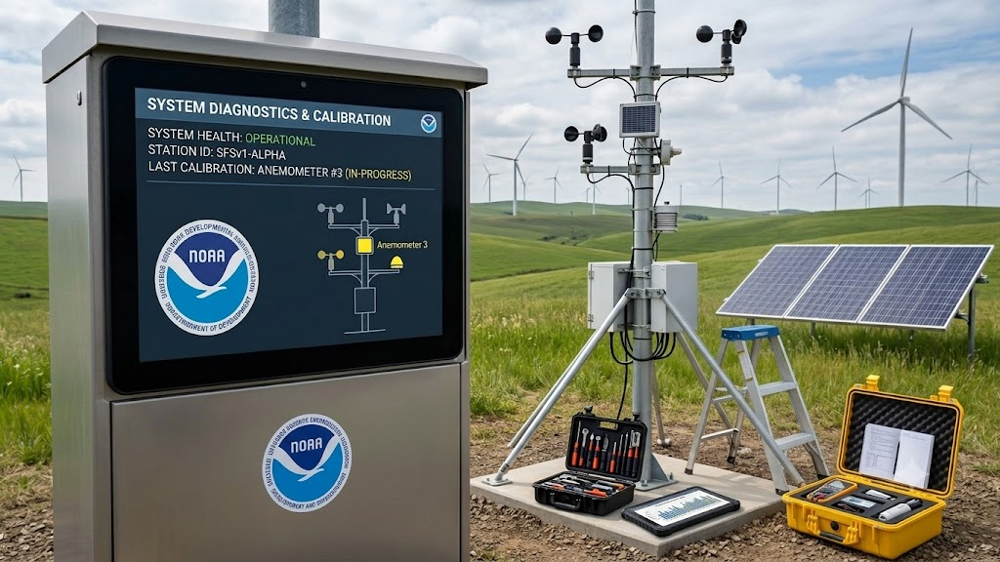 SYSTEM DIAGNOSTICS & CALIBRATION
SYSTEM HEALTH: OPERATIONAL
STATION ID: SFSv1-ALPHA
LAST CALIBRATION: ANEMOMETER #3 (IN-PROGRESS)
Anemometer 3
NOAA
NOAA